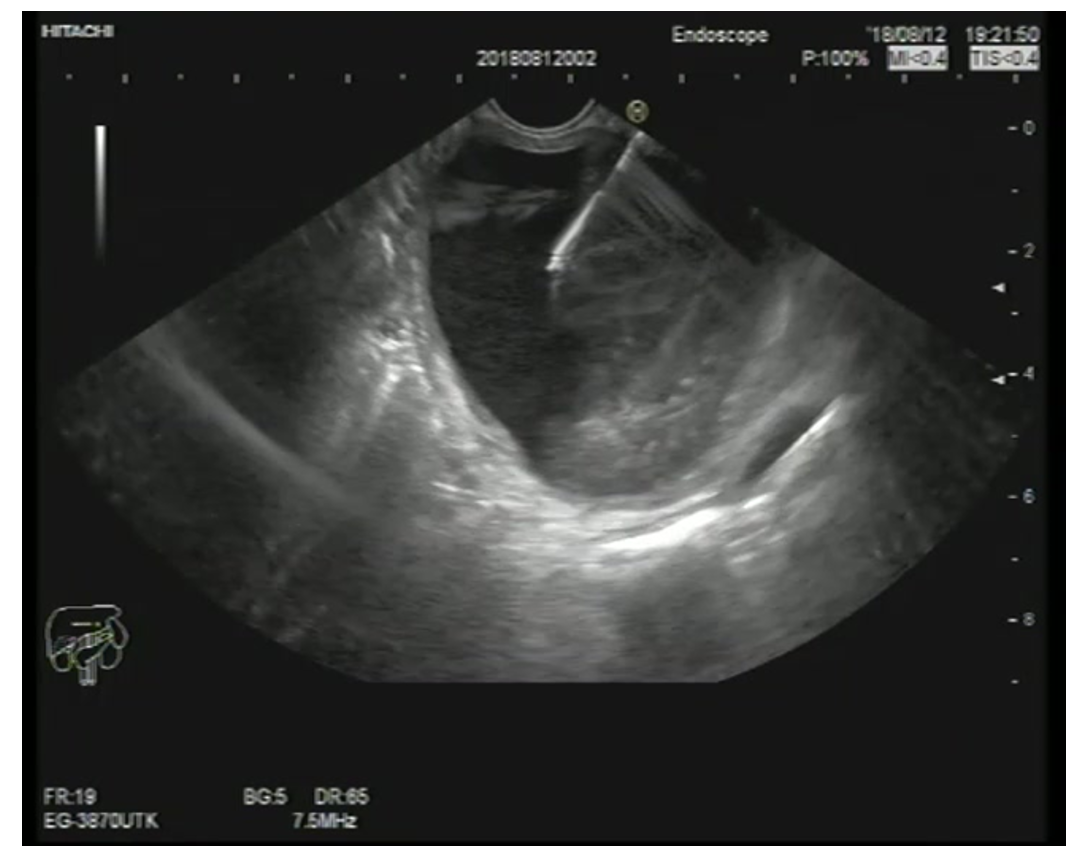 HITACHI
Endoscope '18/08/12 19:21:50
20180812002 P:100% MI<0.4 TIS<0.4
0
2
4
6
8
FR:19 BG:5 DR:65
EG-3870UTK 7.5MHz